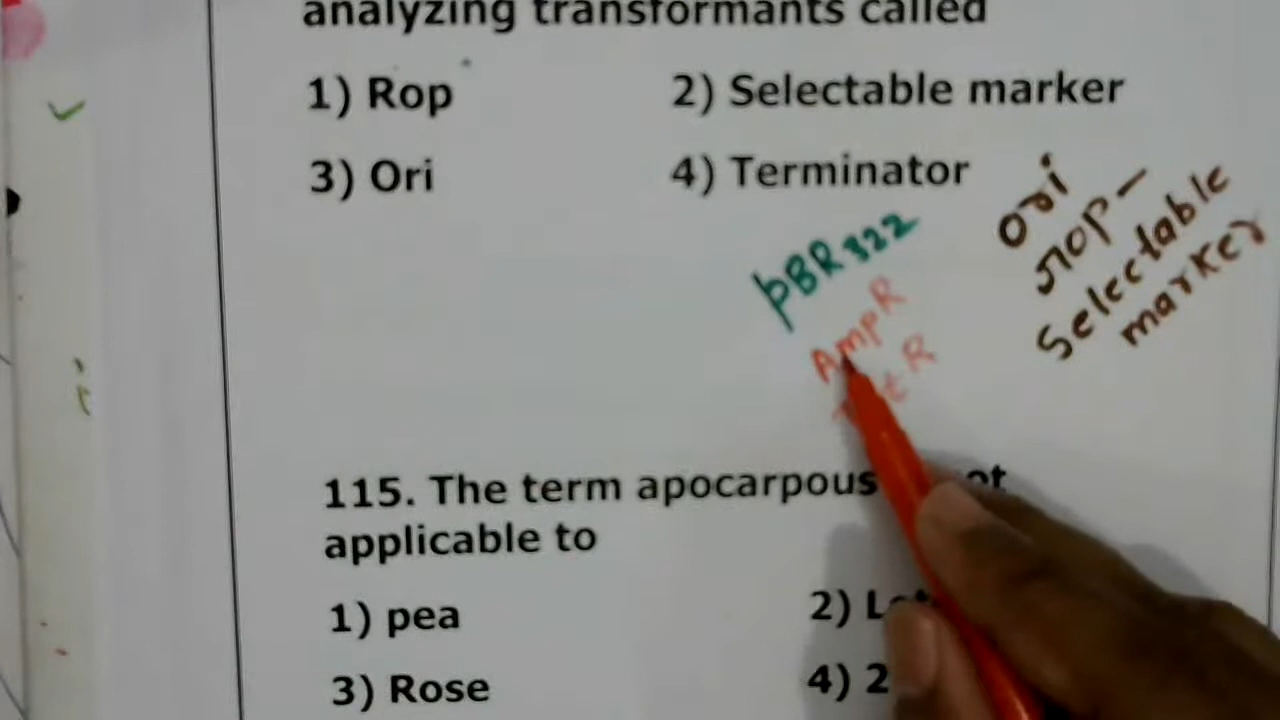 analyzing transformants called
1) Rop 2) Selectable marker
3) Ori 4) Terminator
Ori
rop -
Selectable
marker
pBR322
Amp R
t R
115. The term apocarpous
applicable to
1) pea 2)
3) Rose 4) 2